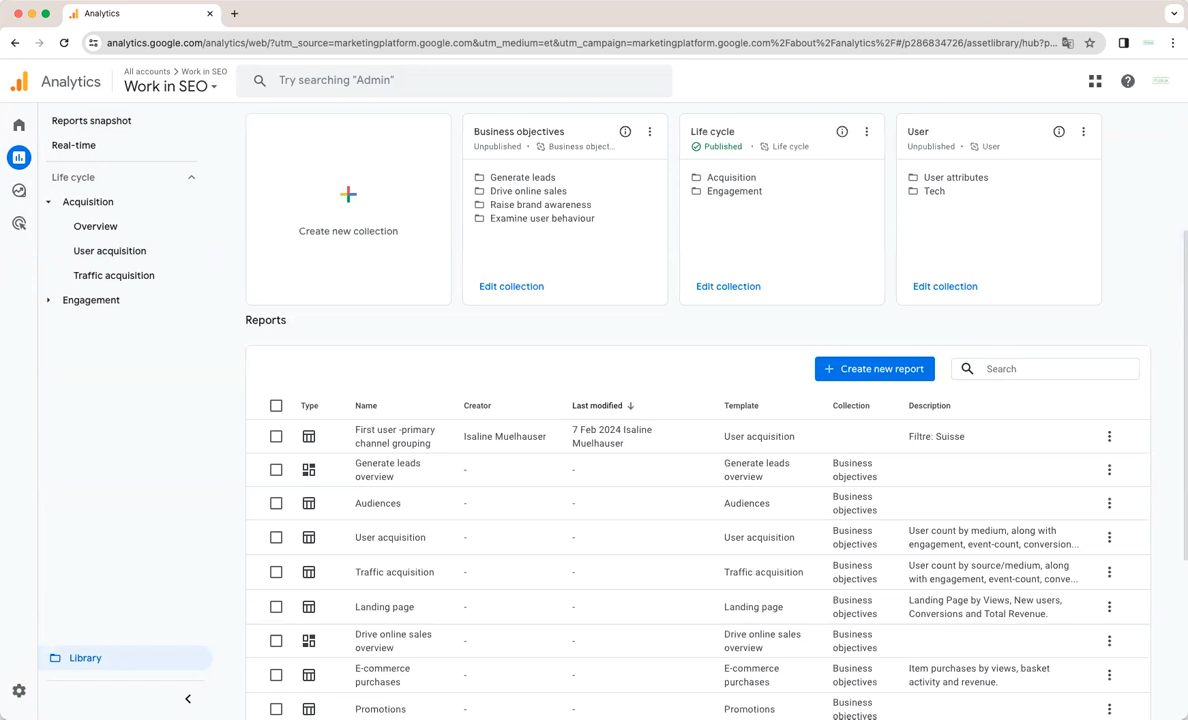 Analytics
analytics.google.com/analytics/web/?utm_source=marketingplatform.google.com&utm_medium=et&utm_campaign=marketingplatform.google.com%2Fabout%2Fanalytics%2F#/p286834726/assetlibrary/hub?p...
Analytics
All accounts > Work in SEO
Work in SEO
Try searching "Admin"
Reports snapshot
Real-time
Life cycle
Acquisition
Overview
User acquisition
Traffic acquisition
Engagement
Library
Create new collection
Business objectives
Unpublished • Business object...
Generate leads
Drive online sales
Raise brand awareness
Examine user behaviour
Edit collection
Life cycle
Published • Life cycle
Acquisition
Engagement
Edit collection
User
Unpublished • User
User attributes
Tech
Edit collection
Reports
+ Create new report
Search
Type Name Creator Last modified ↓ Template Collection Description
First user -primary channel grouping Isaline Muelhauser 7 Feb 2024 Isaline Muelhauser User acquisition Filtre: Suisse
Generate leads overview - - Generate leads overview Business objectives
Audiences - - Audiences Business objectives
User acquisition - - User acquisition Business objectives User count by medium, along with engagement, event-count, conversion...
Traffic acquisition - - Traffic acquisition Business objectives User count by source/medium, along with engagement, event-count, conve...
Landing page - - Landing page Business objectives Landing Page by Views, New users, Conversions and Total Revenue.
Drive online sales overview - - Drive online sales overview Business objectives
E-commerce purchases - - E-commerce purchases Business objectives Item purchases by views, basket activity and revenue.
Promotions - - Promotions Business objectives